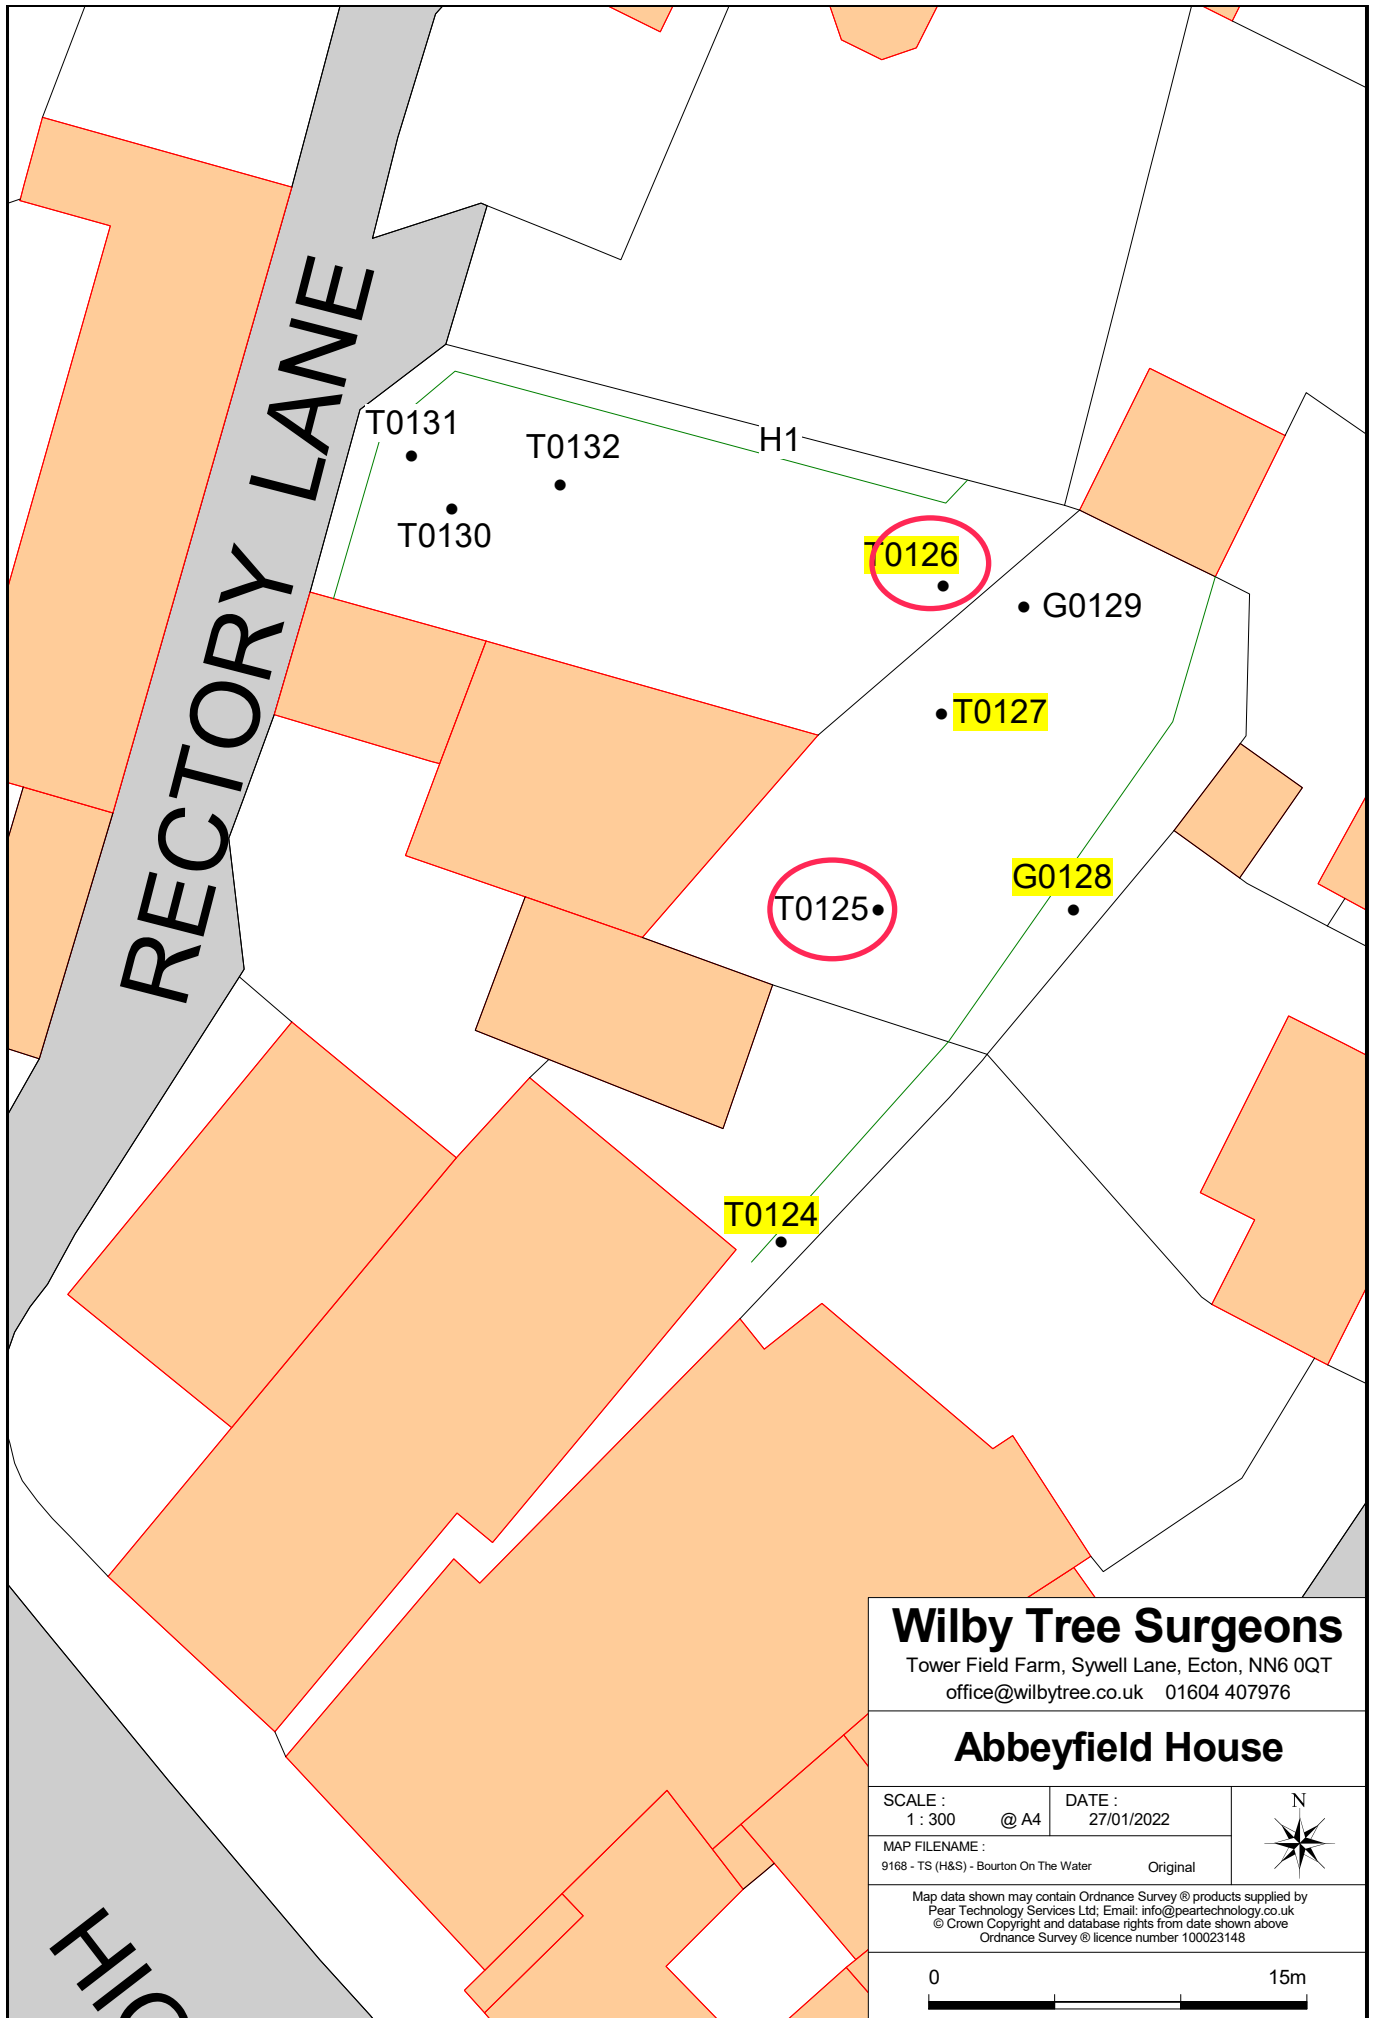 RECTORY LANE
T0131
T0132
H1
T0130
T0126
G0129
T0127
G0128
T0125
T0124
Wilby Tree Surgeons
Tower Field Farm, Sywell Lane, Ecton, NN6 0QT
office@wilbytree.co.uk 01604 407976
Abbeyfield House
SCALE :
1 : 300 @ A4
DATE :
27/01/2022
N
MAP FILENAME :
9168 - TS (H&S) - Bourton On The Water Original
Map data shown may contain Ordnance Survey ® products supplied by
Pear Technology Services Ltd; Email: info@peartechnology.co.uk
© Crown Copyright and database rights from date shown above
Ordnance Survey ® licence number 100023148
0 15m